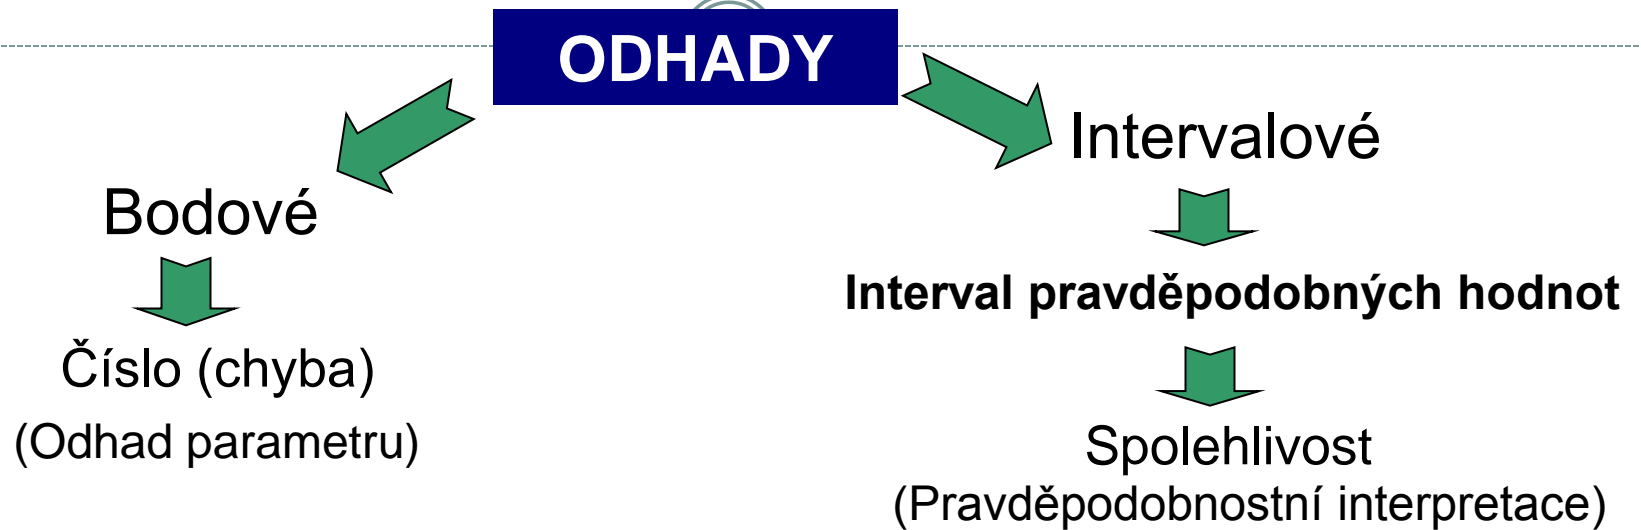 ODHADY
Bodové
Číslo (chyba)
(Odhad parametru)
Intervalové
Interval pravděpodobných hodnot
Spolehlivost
(Pravděpodobnostní interpretace)